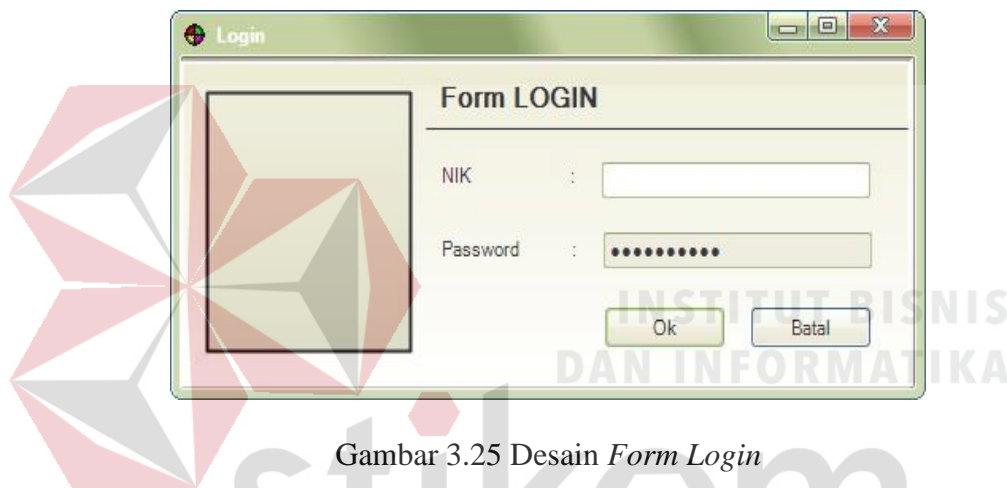 Login
Form LOGIN
NIK :
Password : ••••••••••
INSTITUT BISNIS
Ok Batal
DAN INFORMATIKA
stikom
Gambar 3.25 Desain Form Login